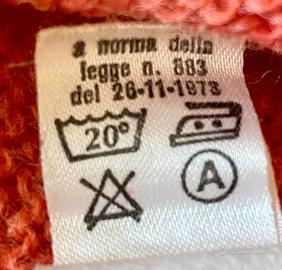 a norma della
legge n. 883
del 26-11-1973
20°
A